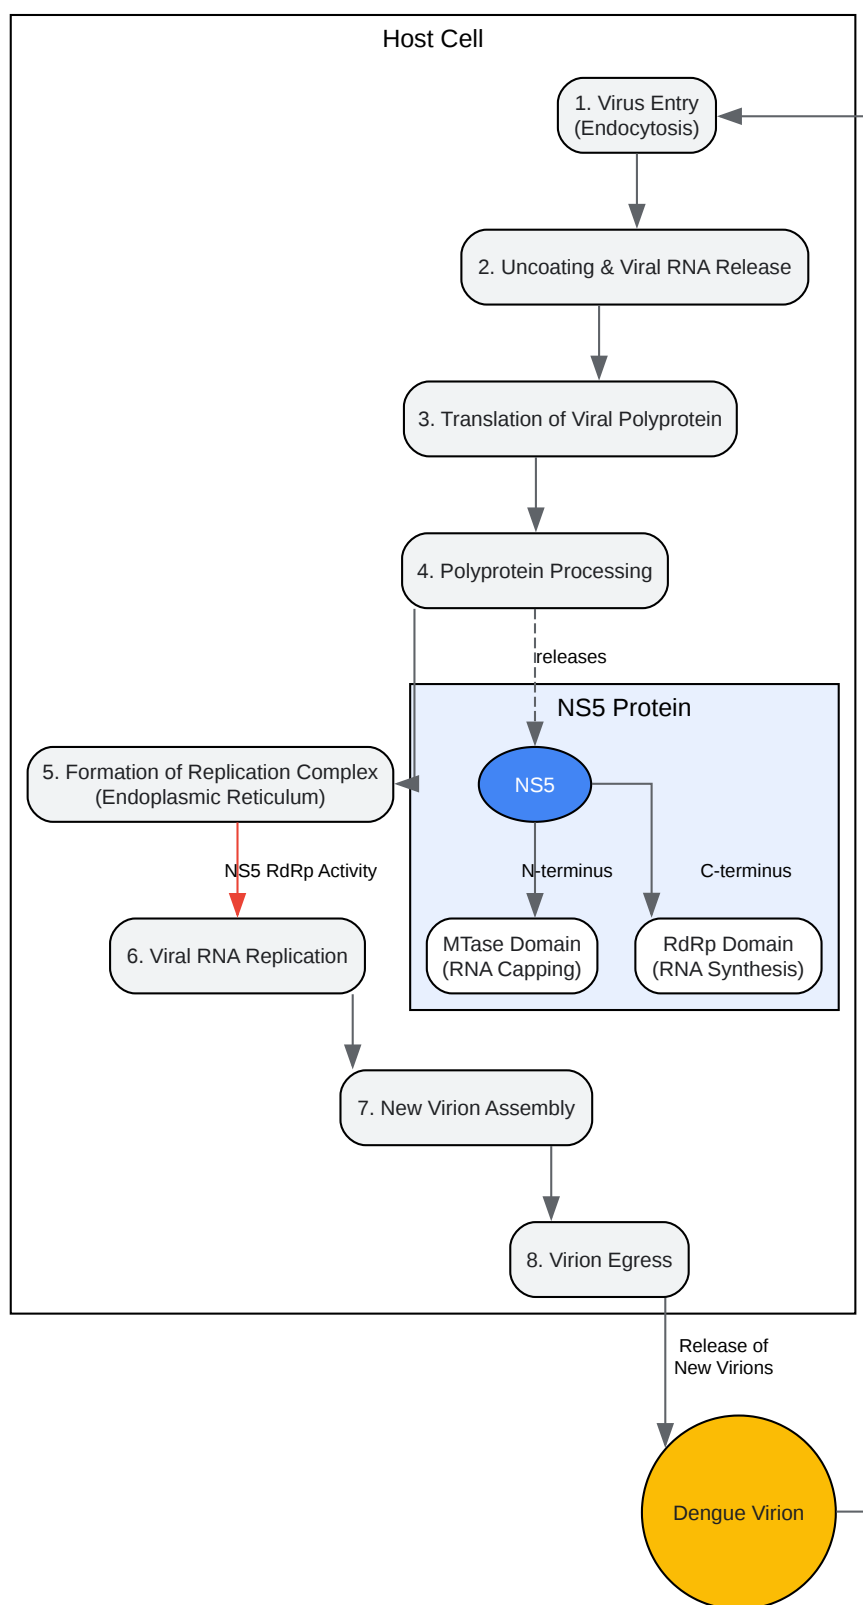 Host Cell
1. Virus Entry
(Endocytosis)
2. Uncoating & Viral RNA Release
3. Translation of Viral Polyprotein
4. Polyprotein Processing
releases
NS5 Protein
5. Formation of Replication Complex
(Endoplasmic Reticulum)
NS5
NS5 RdRp Activity
N-terminus
C-terminus
6. Viral RNA Replication
MTase Domain
(RNA Capping)
RdRp Domain
(RNA Synthesis)
7. New Virion Assembly
8. Virion Egress
Release of
New Virions
Dengue Virion